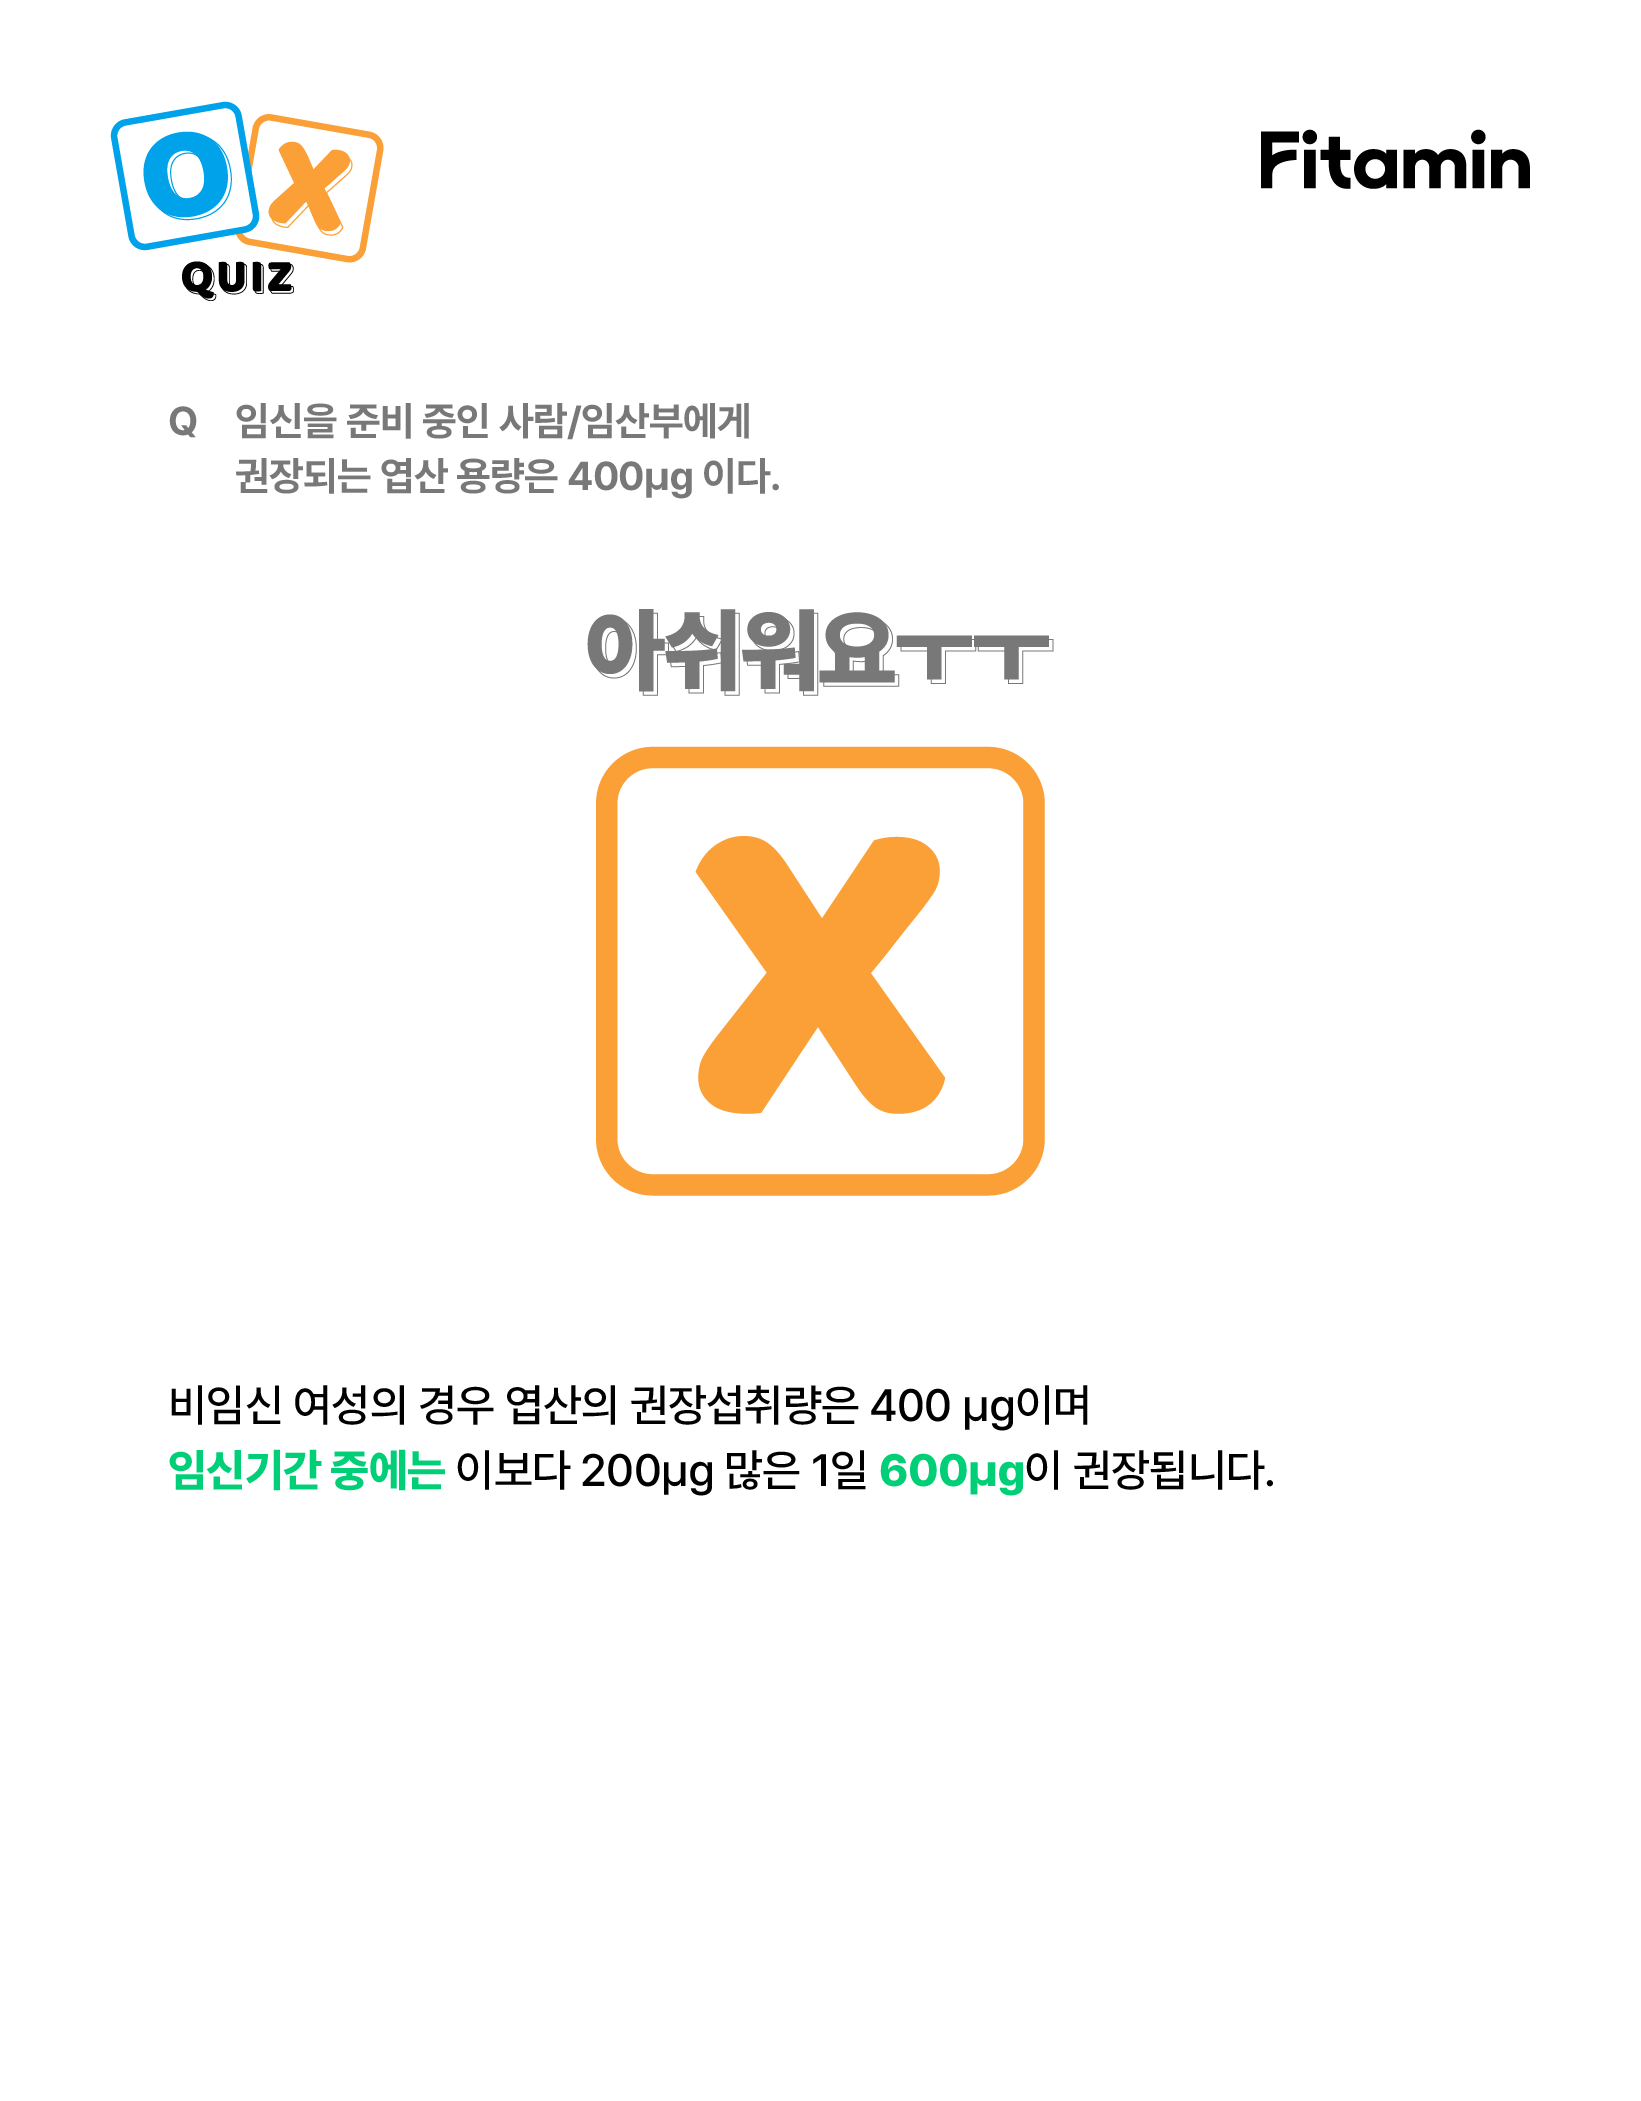 O X
QUIZ
Fitamin
Q 임신을 준비 중인 사람/임산부에게
권장되는 엽산 용량은 400µg 이다.
아쉬워요ㅜㅜ
X
비임신 여성의 경우 엽산의 권장섭취량은 400 µg이며
임신기간 중에는 이보다 200µg 많은 1일 600µg이 권장됩니다.